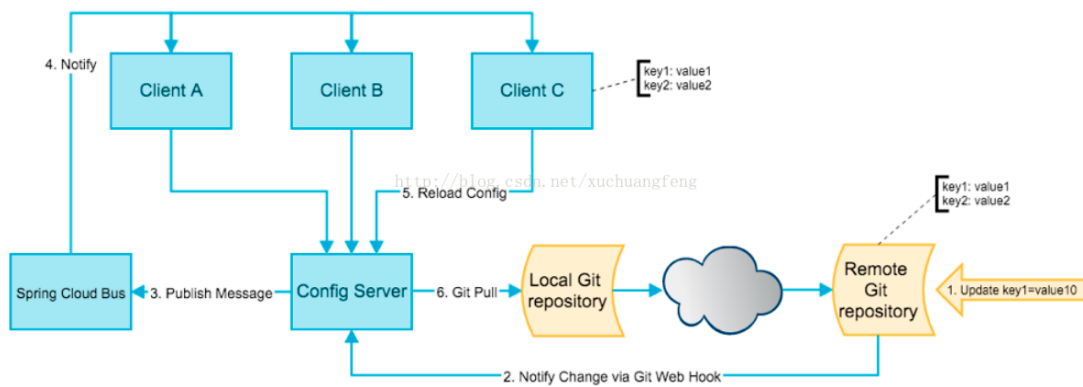 4. Notify
Client A
Client B
Client C
key1: value1
key2: value2
http://blog.csdn.net/xuchuangfeng
5. Reload Config
key1: value1
key2: value2
Spring Cloud Bus
3. Publish Message
Config Server
6. Git Pull
Local Git
repository
Remote
Git
repository
1. Update key1=value10
2. Notify Change via Git Web Hook